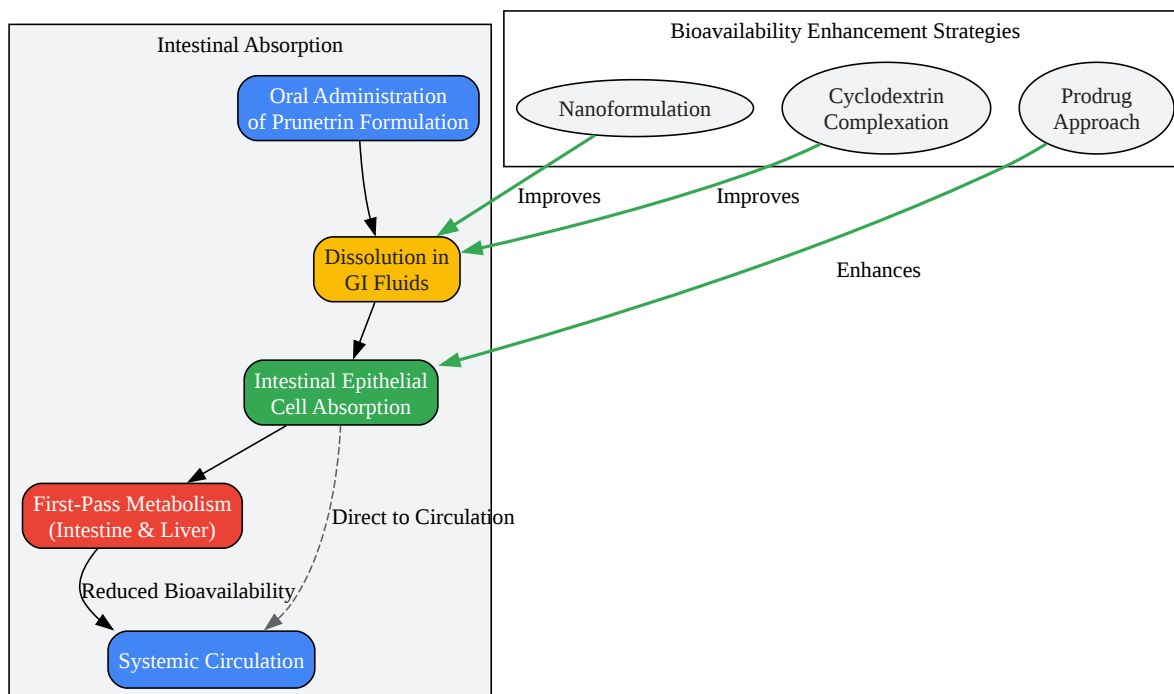 Intestinal Absorption
Bioavailability Enhancement Strategies
Oral Administration
of Prunetrin Formulation
Nanoformulation
Cyclodextrin
Complexation
Prodrug
Approach
Improves
Improves
Dissolution in
GI Fluids
Enhances
Intestinal Epithelial
Cell Absorption
First-Pass Metabolism
(Intestine & Liver)
Direct to Circulation
Reduced Bioavailability
Systemic Circulation